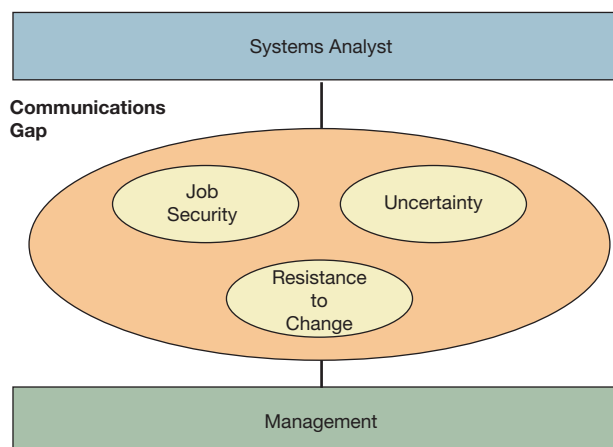 Systems Analyst
Communications
Gap
Job
Security
Uncertainty
Resistance
to
Change
Management